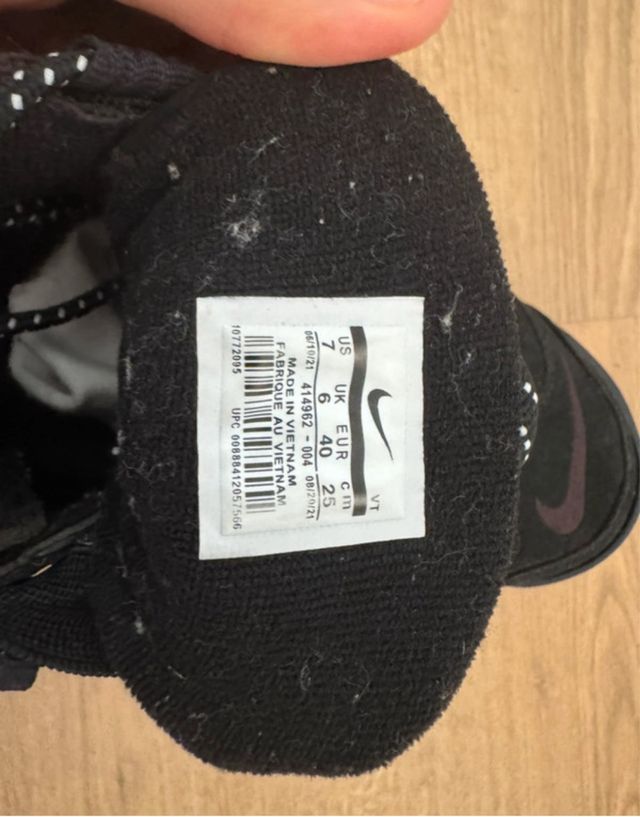 VT
US UK EUR cm
7 6 40 25
06/10/21 414962 - 004 08/20/21
MADE IN VIETNAM
FABRIQUE AU VIETNAM
10772095 UPC 00888412057566